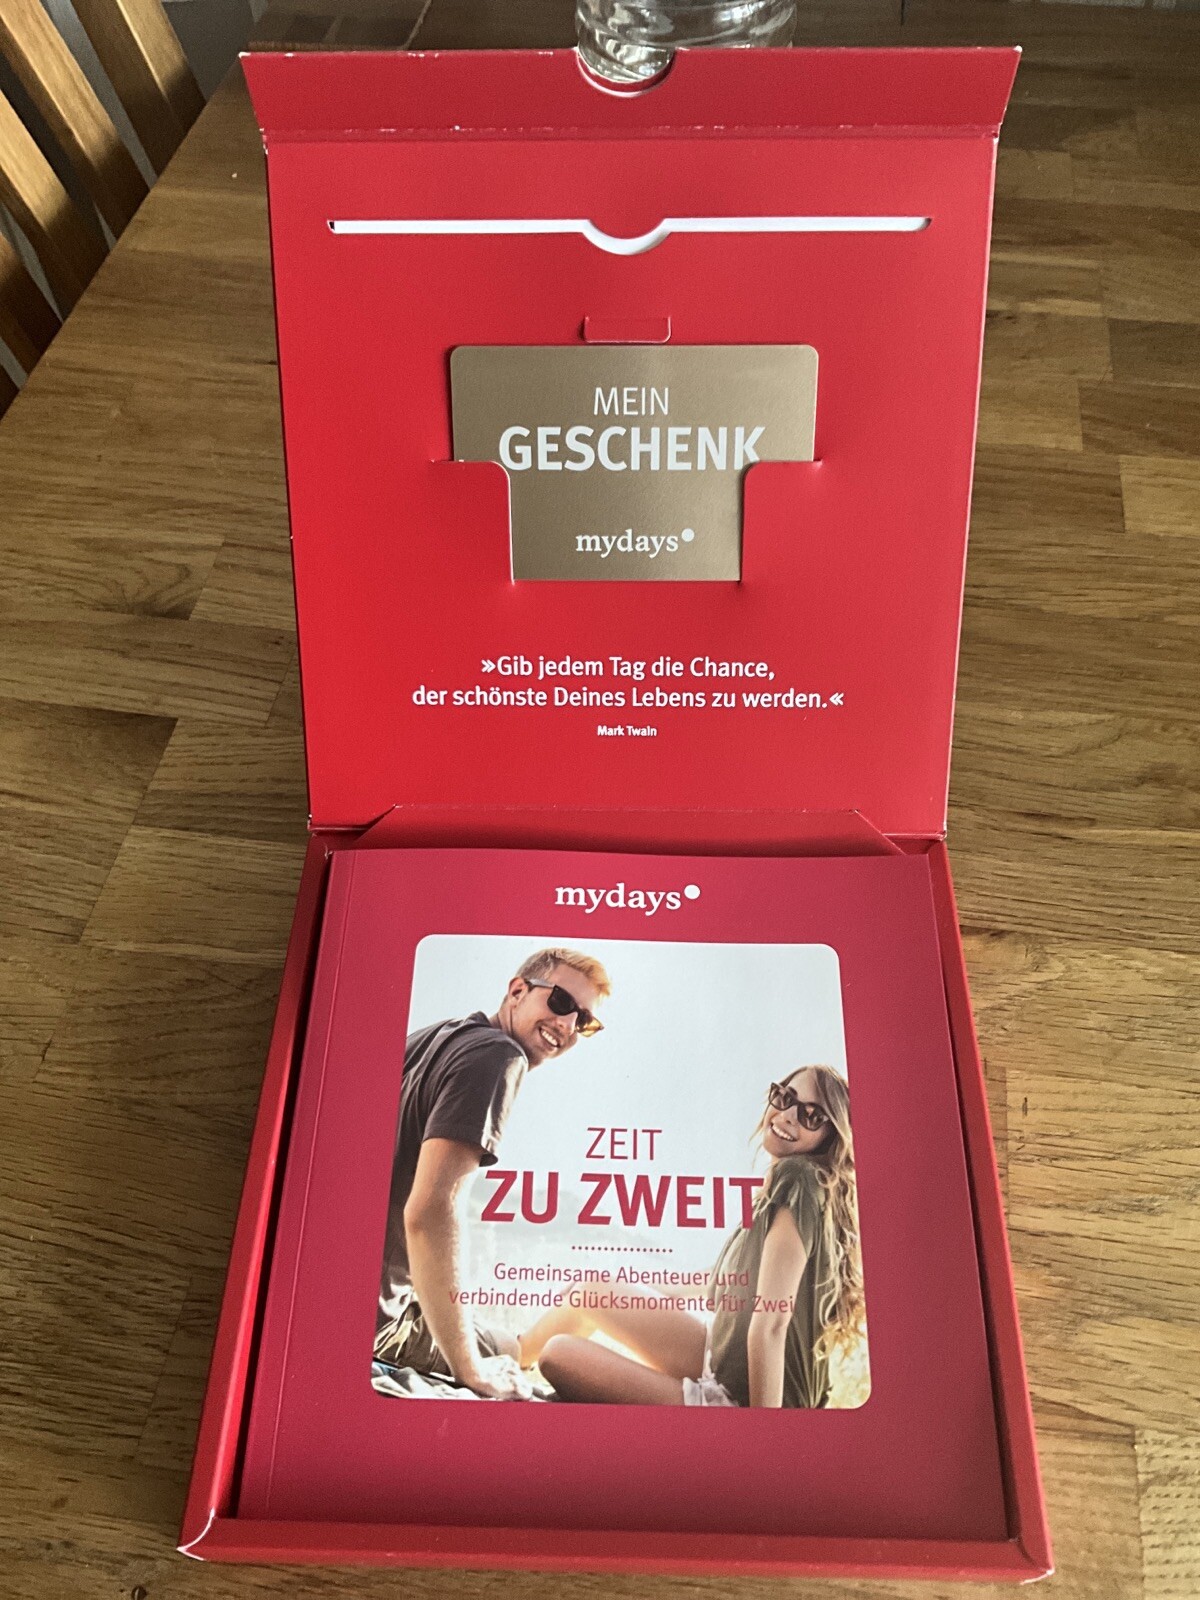 MEIN
GESCHENK
mydays
»Gib jedem Tag die Chance,
der schönste Deines Lebens zu werden.«
Mark Twain
mydays
ZEIT
ZU ZWEIT
Gemeinsame Abenteuer und
verbindende Glücksmomente für Zwei